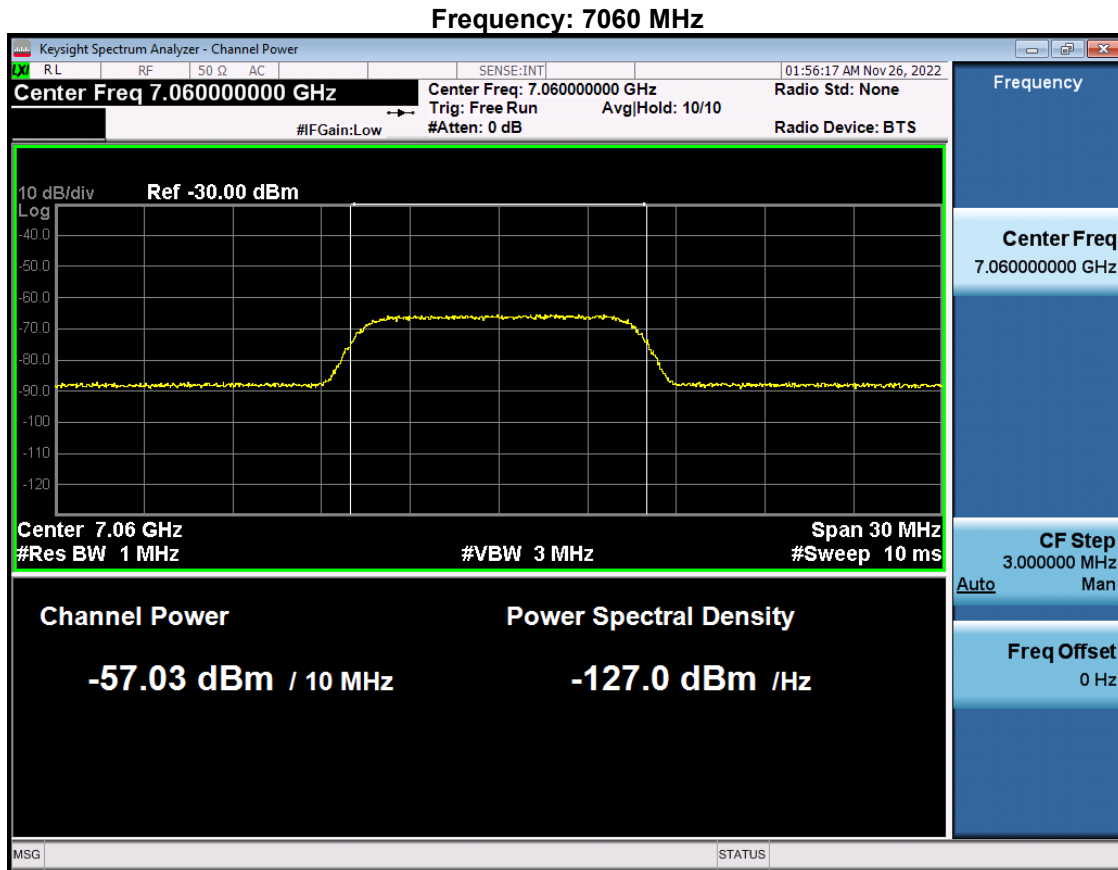 Frequency: 7060 MHz
Keysight Spectrum Analyzer - Channel Power
LXI RL RF 50 Ω AC SENSE:INT 01:56:17 AM Nov 26, 2022
Center Freq 7.060000000 GHz
Center Freq: 7.060000000 GHz
Radio Std: None
Trig: Free Run Avg|Hold: 10/10
#IFGain:Low
#Atten: 0 dB
Radio Device: BTS
10 dB/div Ref -30.00 dBm
Log
-40.0
-50.0
-60.0
-70.0
-80.0
-90.0
-100
-110
-120
Center 7.06 GHz Span 30 MHz
#Res BW 1 MHz #VBW 3 MHz #Sweep 10 ms
Channel Power Power Spectral Density
-57.03 dBm / 10 MHz -127.0 dBm /Hz
Frequency
Center Freq
7.060000000 GHz
CF Step
3.000000 MHz
Auto Man
Freq Offset
0 Hz
MSG STATUS